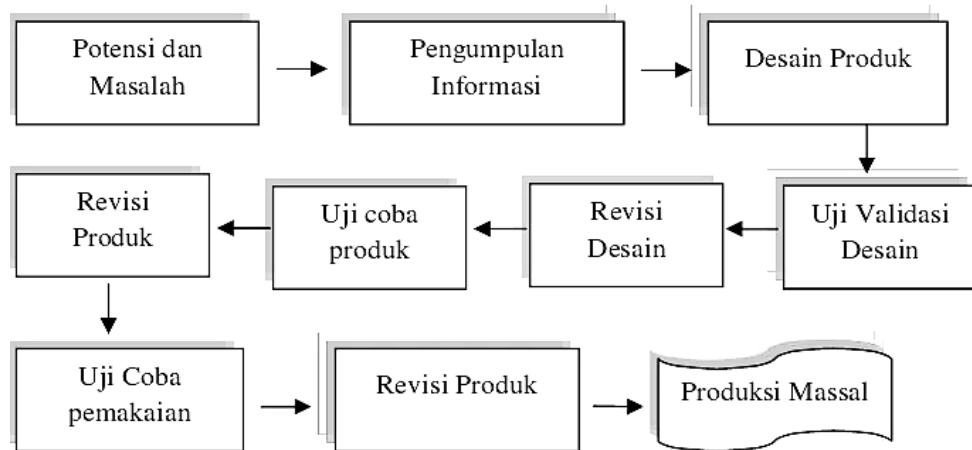 Potensi dan
Masalah
Pengumpulan
Informasi
Desain Produk
Uji Validasi
Desain
Revisi
Desain
Uji coba
produk
Revisi
Produk
Uji Coba
pemakaian
Revisi Produk
Produksi Massal